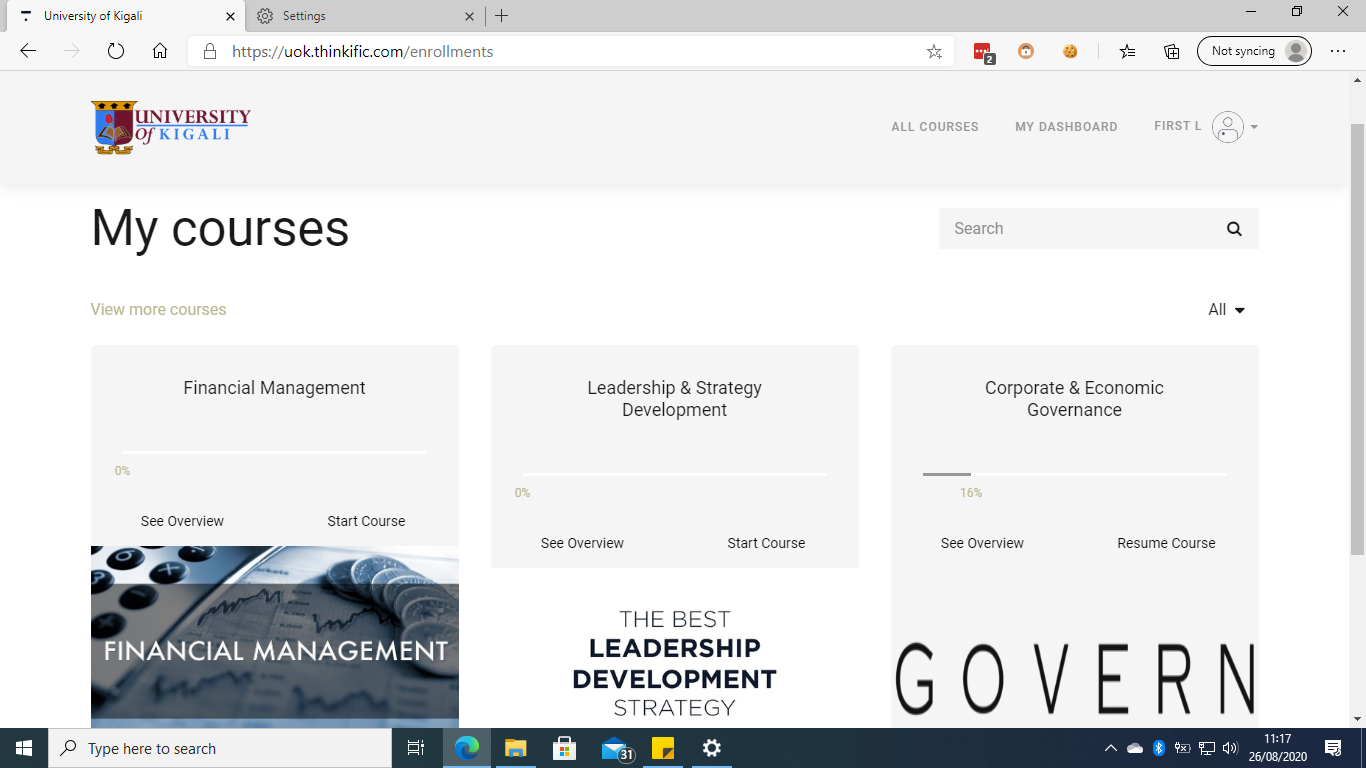 University of Kigali
Settings
https://uok.thinkific.com/enrollments
2
Not syncing
UNIVERSITY
of KIGALI
ALL COURSES
MY DASHBOARD
FIRST L
My courses
Search
View more courses
All
Financial Management
0%
See Overview
Start Course
FINANCIAL MANAGEMENT
Leadership & Strategy
Development
0%
See Overview
Start Course
THE BEST
LEADERSHIP
DEVELOPMENT
STRATEGY
Corporate & Economic
Governance
16%
See Overview
Resume Course
GOVERN
Type here to search
31
11:17
26/08/2020